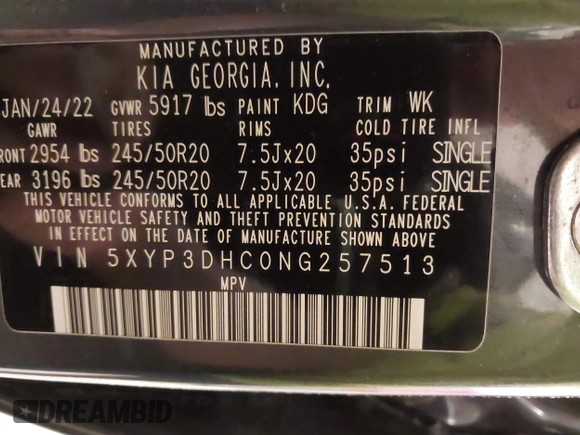 MANUFACTURED BY
KIA GEORGIA, INC.
JAN/24/22 GVWR 5917 lbs PAINT KDG TRIM WK
GAWR TIRES RIMS COLD TIRE INFL
FRONT 2954 lbs 245/50R20 7.5Jx20 35psi SINGLE
REAR 3196 lbs 245/50R20 7.5Jx20 35psi SINGLE
THIS VEHICLE CONFORMS TO ALL APPLICABLE U.S.A. FEDERAL
MOTOR VEHICLE SAFETY AND THEFT PREVENTION STANDARDS
IN EFFECT ON THE DATE OF MANUFACTURE SHOWN ABOVE.
VIN 5XYP3DHC0NG257513
MPV
DREAMBID